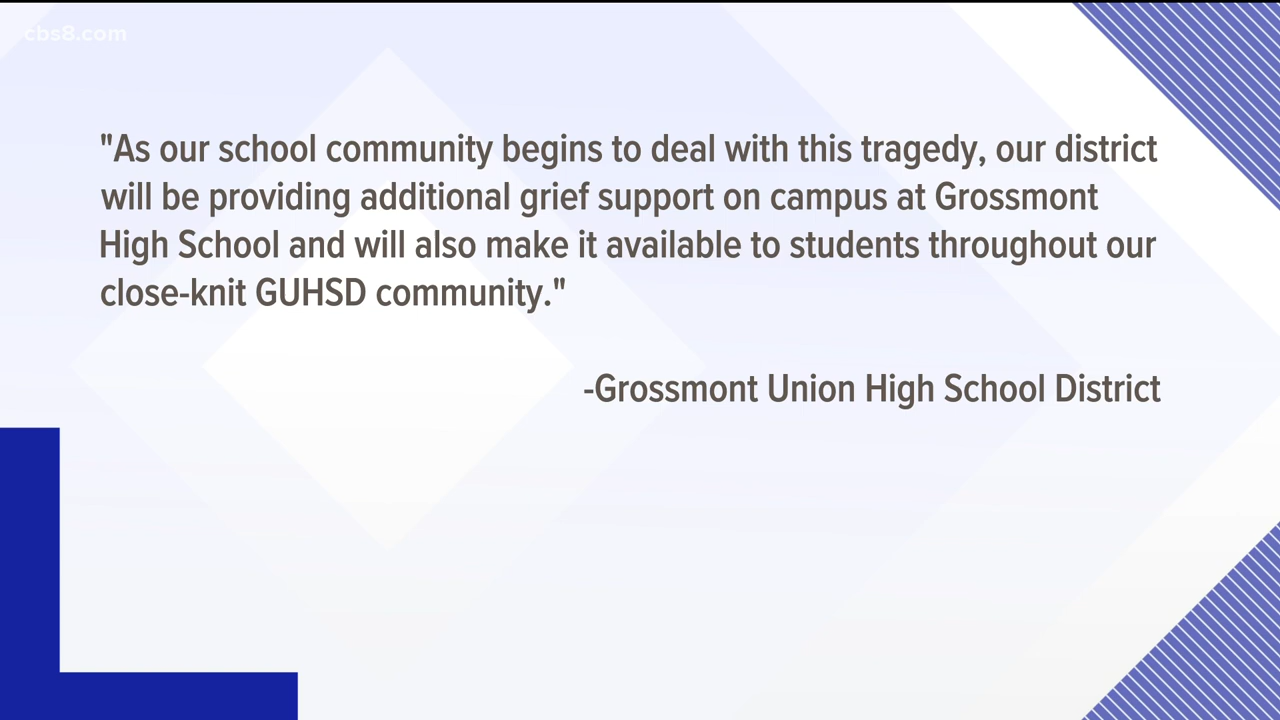 cbs8.com
"As our school community begins to deal with this tragedy, our district
will be providing additional grief support on campus at Grossmont
High School and will also make it available to students throughout our
close-knit GUHSD community."
-Grossmont Union High School District